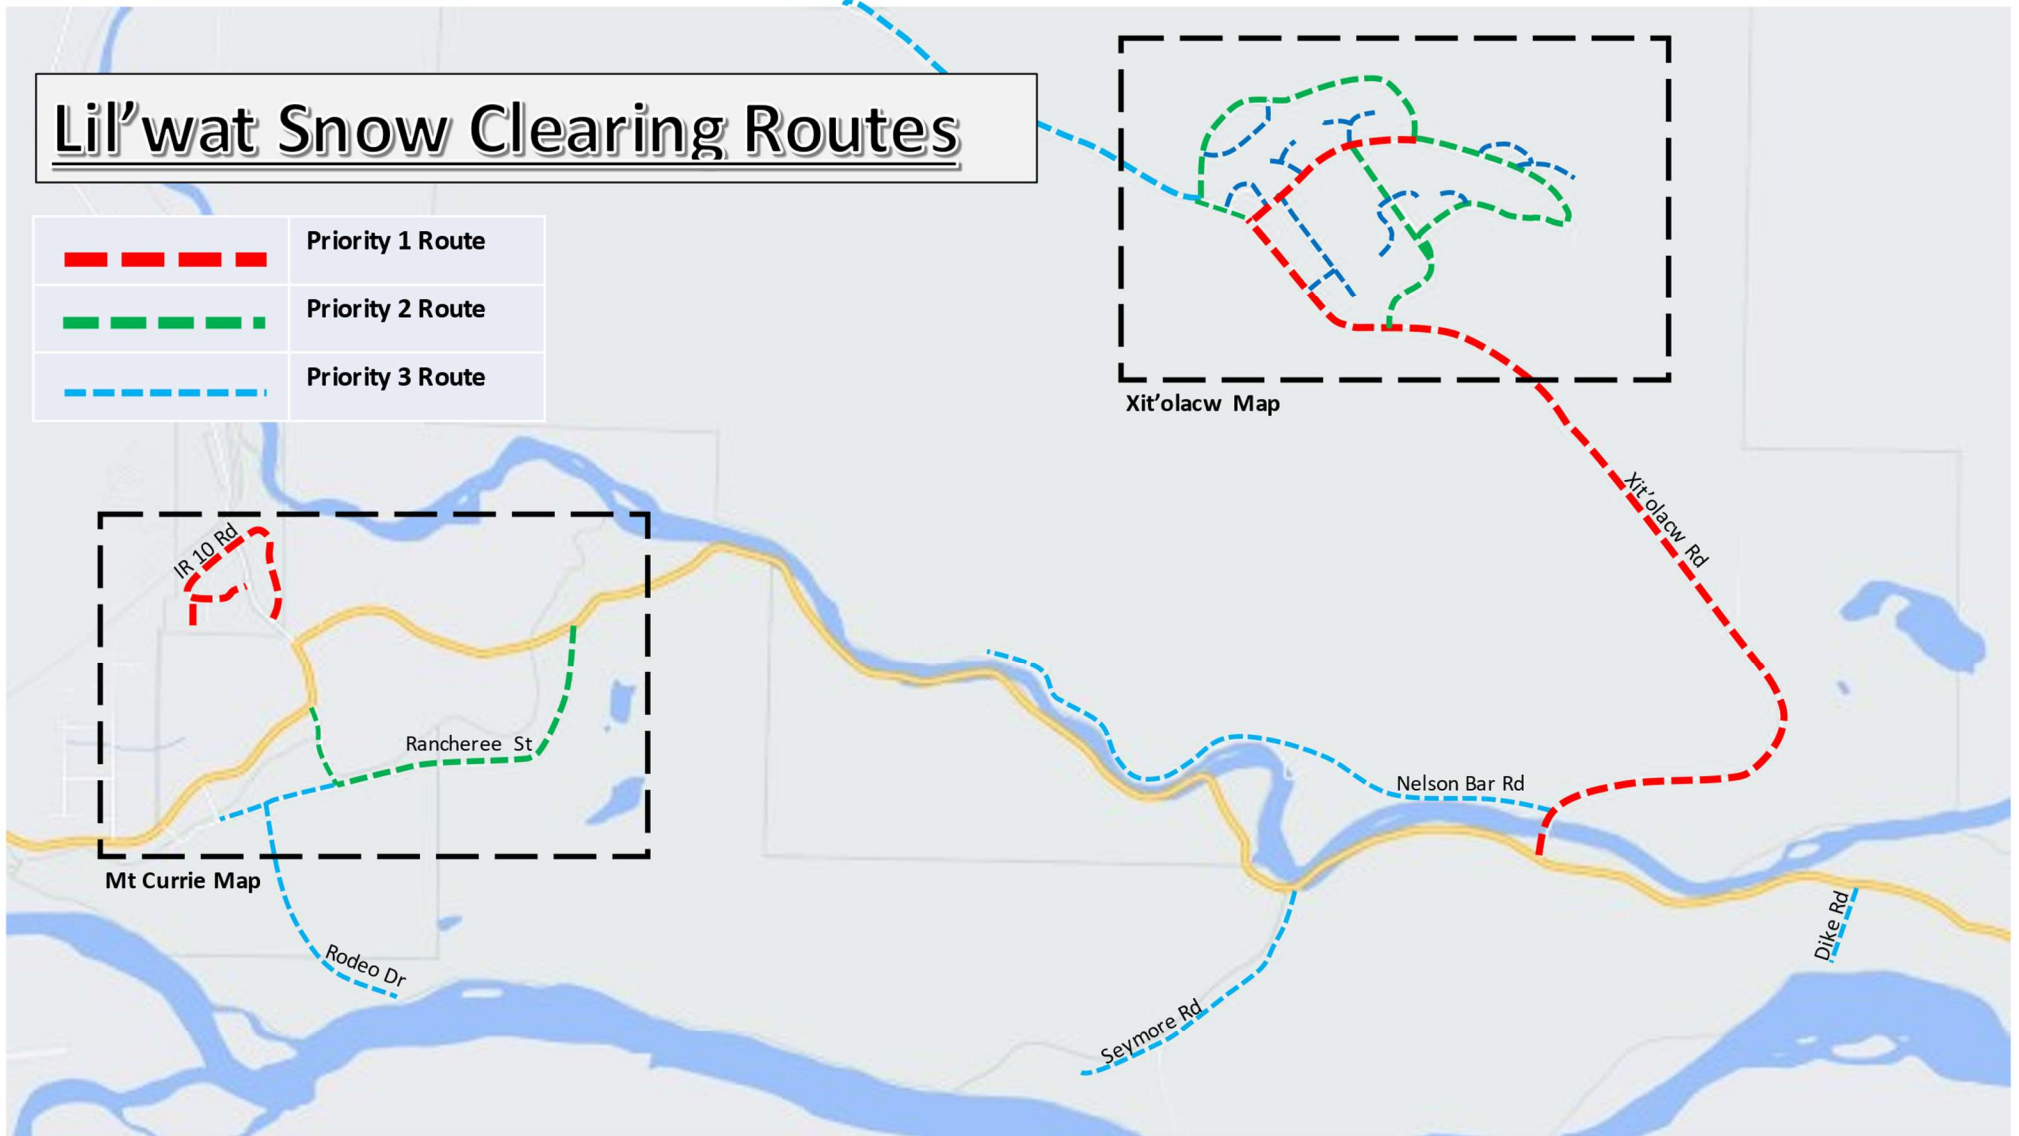 Lil’wat Snow Clearing Routes
Priority 1 Route
Priority 2 Route
Priority 3 Route
Xit’olacw Map
Xit’olacw Rd
IR 10 Rd
Rancheree St
Nelson Bar Rd
Mt Currie Map
Rodeo Dr
Dike Rd
Seymore Rd